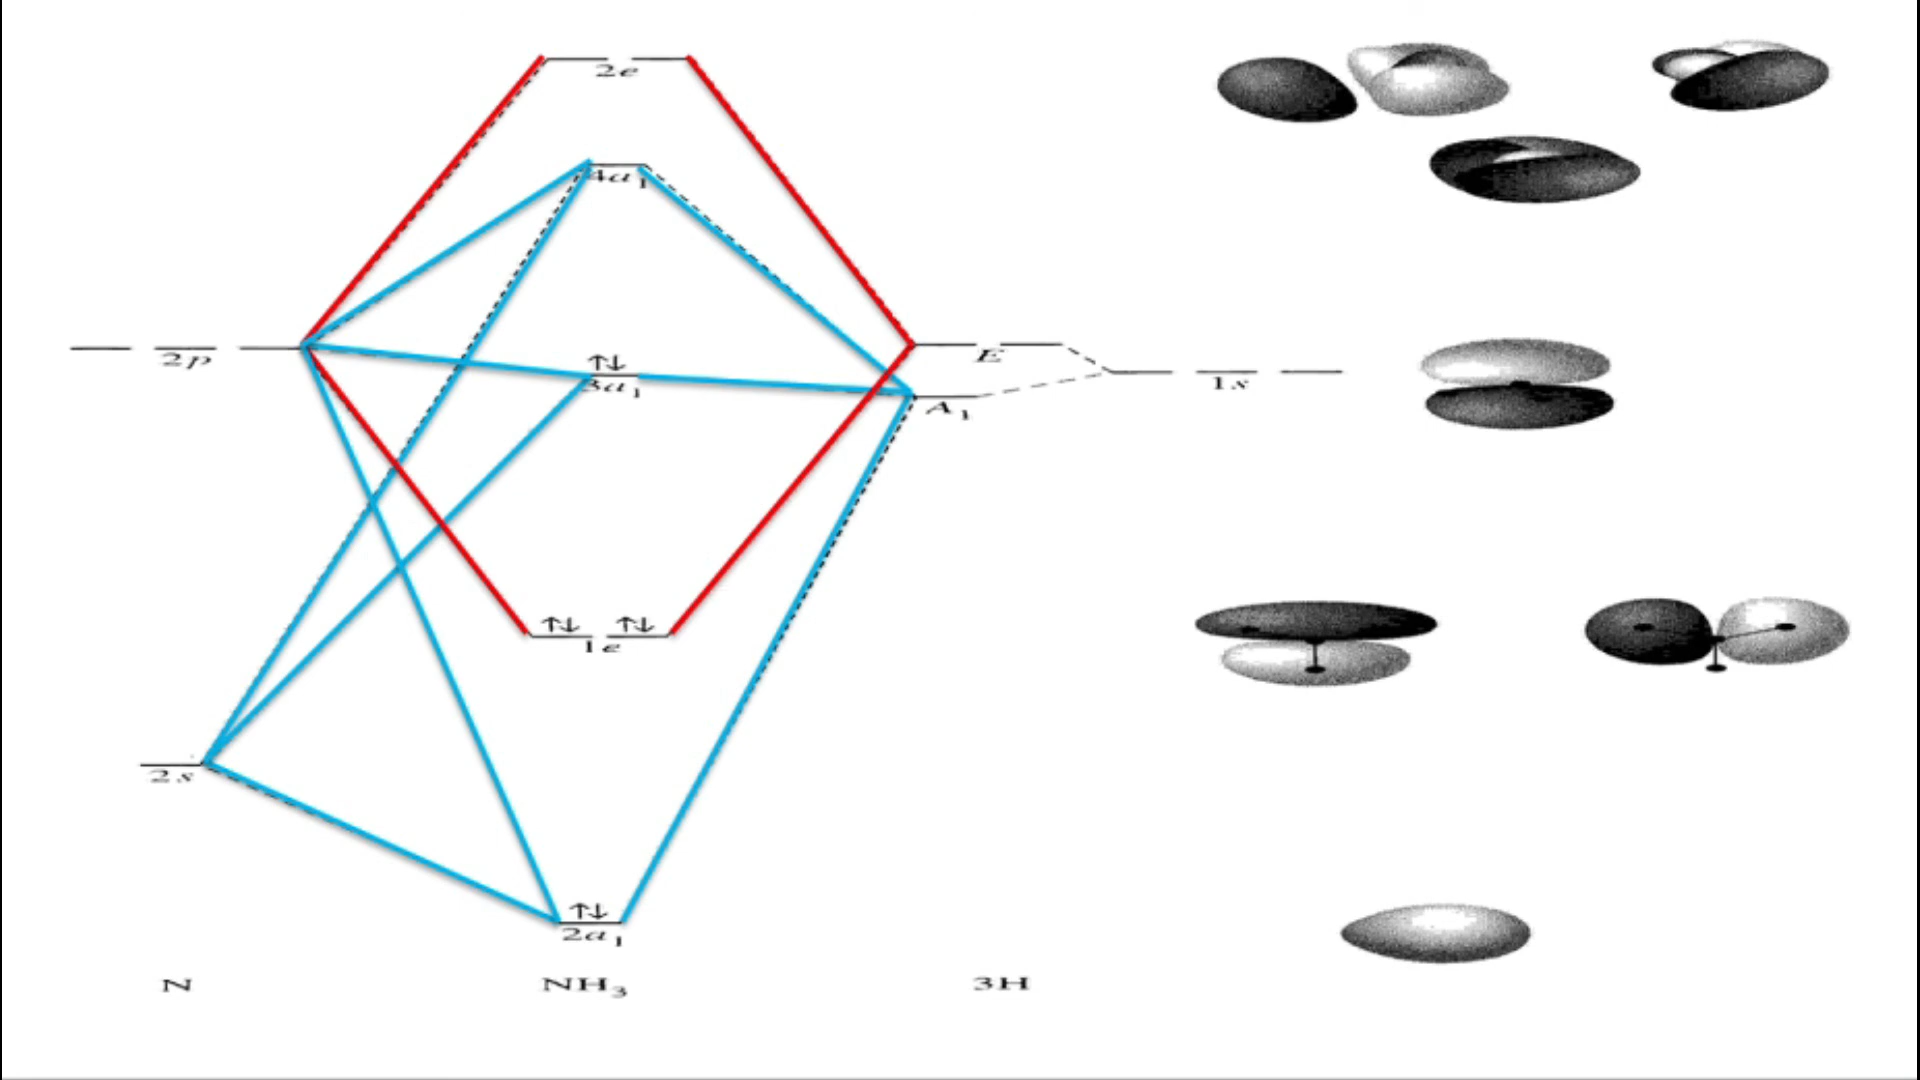 2e
4a₁
2p
↑↓
3a₁
E
A₁
1s
↑↓ ↑↓
1e
2s
↑↓
2a₁
N NH₃ 3H